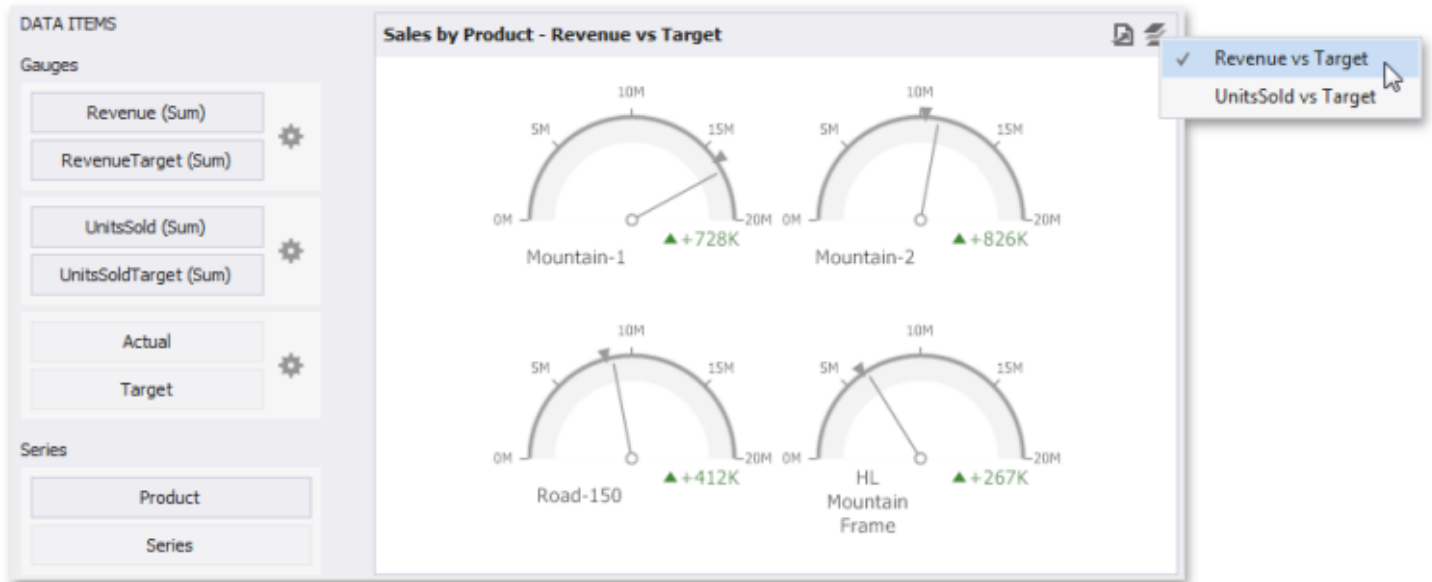 DATA ITEMS
Gauges
Revenue (Sum)
RevenueTarget (Sum)
UnitsSold (Sum)
UnitsSoldTarget (Sum)
Actual
Target
Series
Product
Series
Sales by Product - Revenue vs Target
Revenue vs Target
UnitsSold vs Target
0M
5M
10M
15M
20M
+728K
Mountain-1
0M
5M
10M
15M
20M
+826K
Mountain-2
0M
5M
10M
15M
20M
+412K
Road-150
0M
5M
10M
15M
20M
+267K
HL
Mountain
Frame